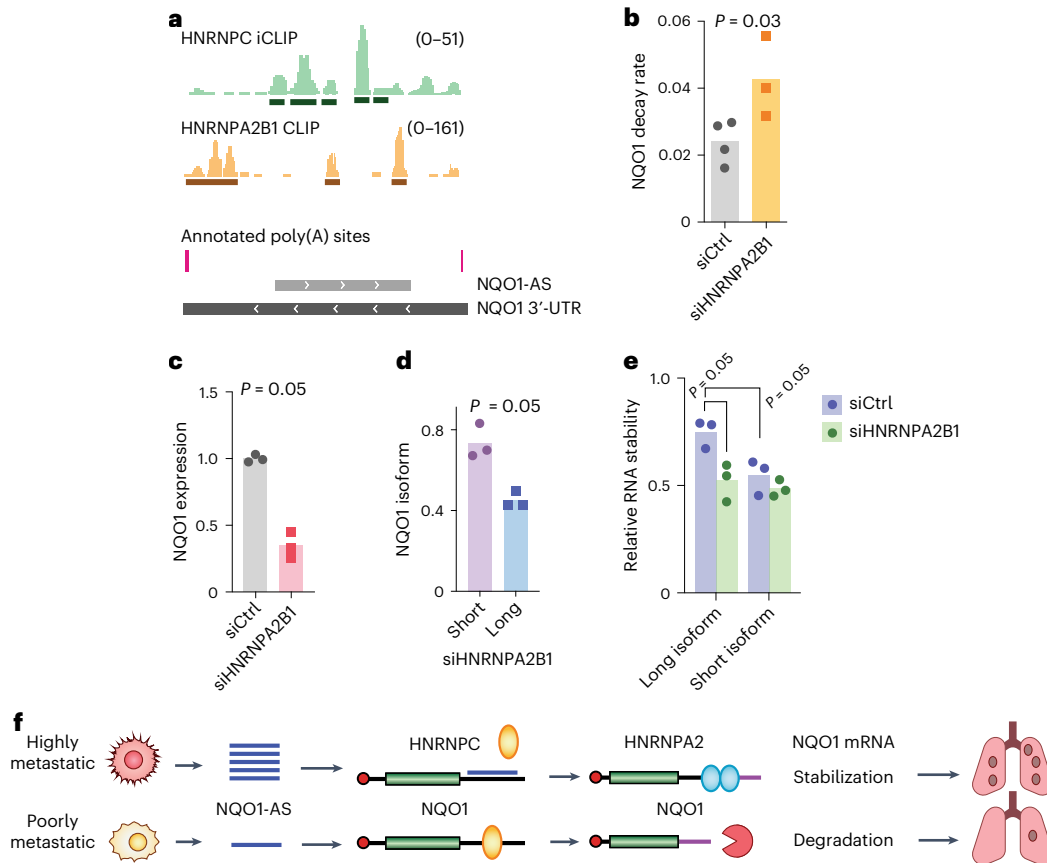 a
HNRNPC iCLIP (0–51)
HNRNPA2B1 CLIP (0–161)
Annotated poly(A) sites
NQO1-AS
NQO1 3′-UTR
b
P = 0.03
NQO1 decay rate
0.06
0.04
0.02
0
siCtrl
siHNRNPA2B1
c
P = 0.05
NQO1 expression
1.5
1.0
0.5
0
siCtrl
siHNRNPA2B1
d
P = 0.05
NQO1 isoform
0.8
0.4
0
Short
Long
siHNRNPA2B1
e
P = 0.05
P = 0.05
Relative RNA stability
1.0
0.5
0
Long isoform
Short isoform
siCtrl
siHNRNPA2B1
f
Highly
metastatic
HNRNPC
HNRNPA2
NQO1 mRNA
Stabilization
Poorly
metastatic
NQO1-AS
NQO1
NQO1
Degradation